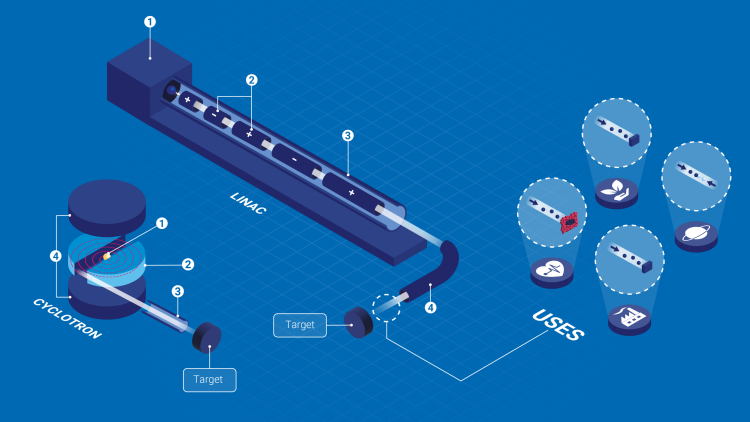 1
2
+
-
+
-
+
3
LINAC
4
Target
1
2
3
4
CYCLOTRON
Target
USES